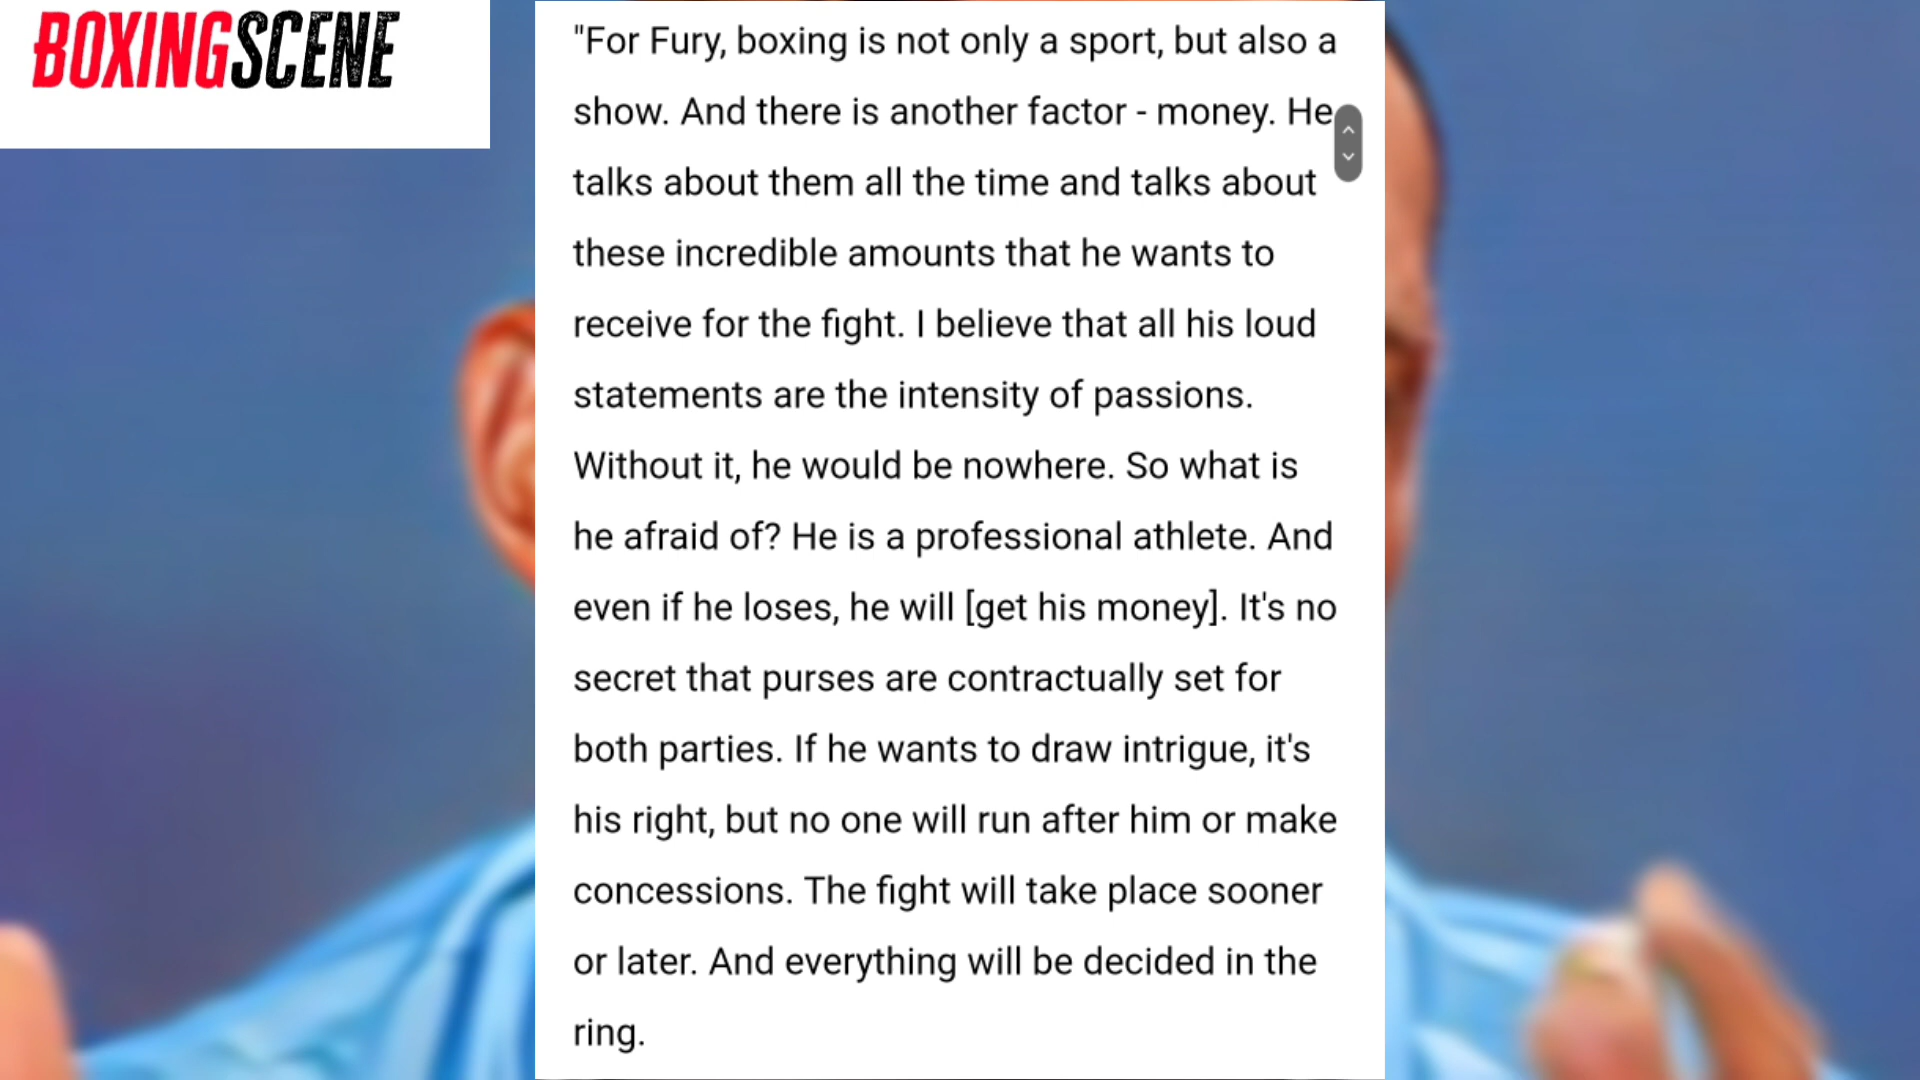 BOXINGSCENE
"For Fury, boxing is not only a sport, but also a
show. And there is another factor - money. He
talks about them all the time and talks about
these incredible amounts that he wants to
receive for the fight. I believe that all his loud
statements are the intensity of passions.
Without it, he would be nowhere. So what is
he afraid of? He is a professional athlete. And
even if he loses, he will [get his money]. It's no
secret that purses are contractually set for
both parties. If he wants to draw intrigue, it's
his right, but no one will run after him or make
concessions. The fight will take place sooner
or later. And everything will be decided in the
ring.